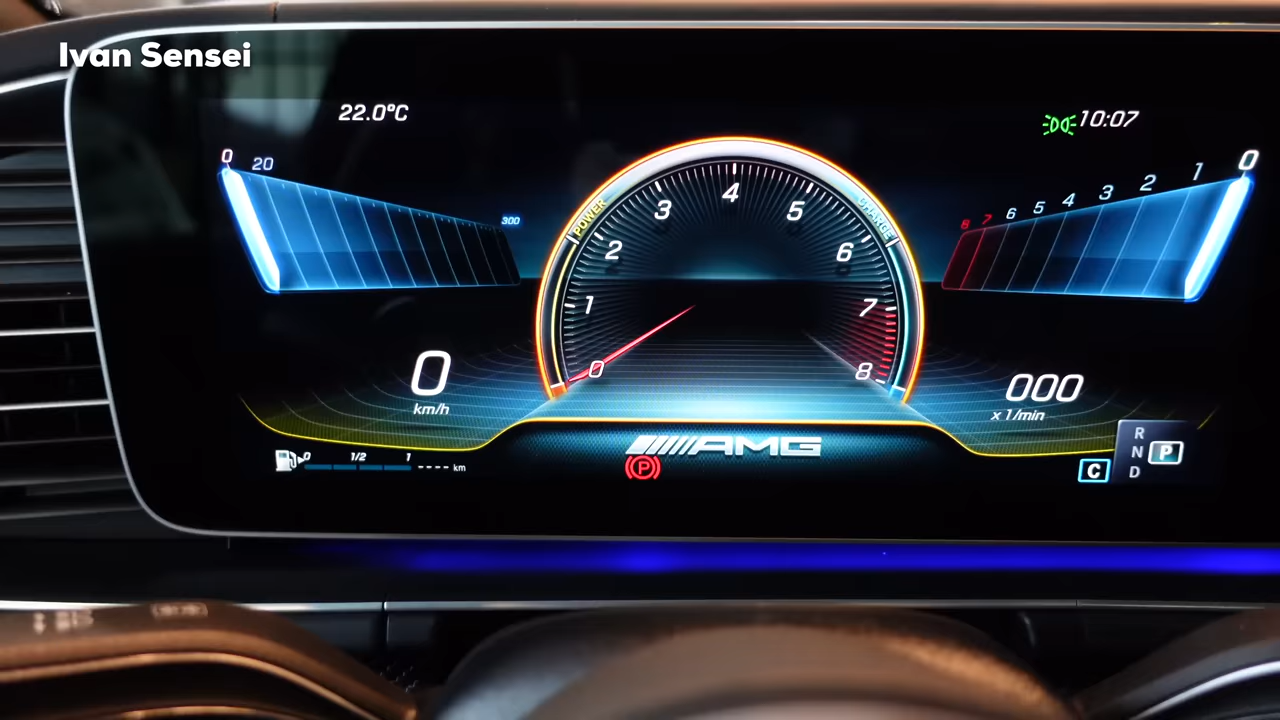 Ivan Sensei
22.0°C
10:07
0 20 300
POWER
CHARGE
0 1 2 3 4 5 6 7 8
8 7 6 5 4 3 2 1 0
0
km/h
000
x 1/min
AMG
0 1/2 1 ---- km
P
C
R
N
D
P